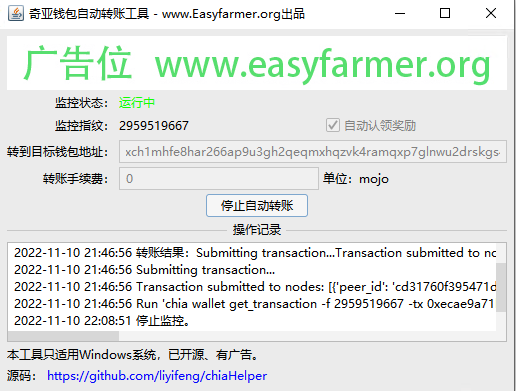 奇亚钱包自动转账工具 - www.Easyfarmer.org出品
广告位 www.easyfarmer.org
监控状态： 运行中
监控指纹： 2959519667 自动认领奖励
转到目标钱包地址： xch1mhfe8har266ap9u3gh2qeqmxhqzvk4ramqxp7glnwu2drskgs
转账手续费： 0 单位：mojo
停止自动转账
操作记录
2022-11-10 21:46:56 转账结果：Submitting transaction...Transaction submitted to nc
2022-11-10 21:46:56 Submitting transaction...
2022-11-10 21:46:56 Transaction submitted to nodes: [{'peer_id': 'cd31760f395471d
2022-11-10 21:46:56 Run 'chia wallet get_transaction -f 2959519667 -tx 0xecae9a71
2022-11-10 22:08:51 停止监控。
本工具只适用Windows系统，已开源、有广告。
源码： https://github.com/liyifeng/chiaHelper